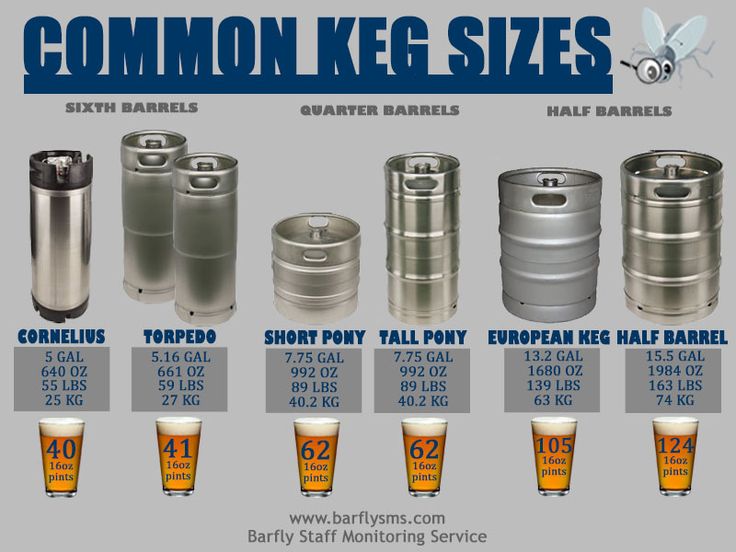 COMMON KEG SIZES
SIXTH BARRELS
QUARTER BARRELS
HALF BARRELS
CORNELIUS
5 GAL
640 OZ
55 LBS
25 KG
40
16oz
pints
TORPEDO
5.16 GAL
661 OZ
59 LBS
27 KG
41
16oz
pints
SHORT PONY
7.75 GAL
992 OZ
89 LBS
40.2 KG
62
16oz
pints
TALL PONY
7.75 GAL
992 OZ
89 LBS
40.2 KG
62
16oz
pints
EUROPEAN KEG
13.2 GAL
1680 OZ
139 LBS
63 KG
105
16oz
pints
HALF BARREL
15.5 GAL
1984 OZ
163 LBS
74 KG
124
16oz
pints
www.barflysms.com
Barfly Staff Monitoring Service